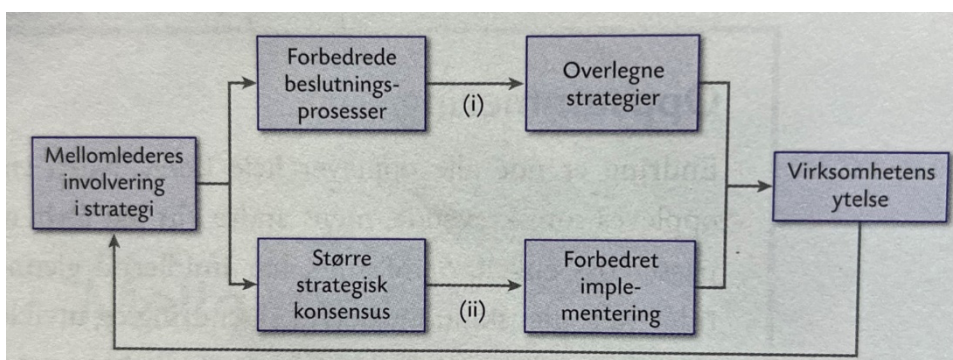 Forbedrede
beslutnings-
prosesser
(i)
Overlegne
strategier
Mellomlederes
involvering
i strategi
Virksomhetens
ytelse
Større
strategisk
konsensus
(ii)
Forbedret
imple-
mentering